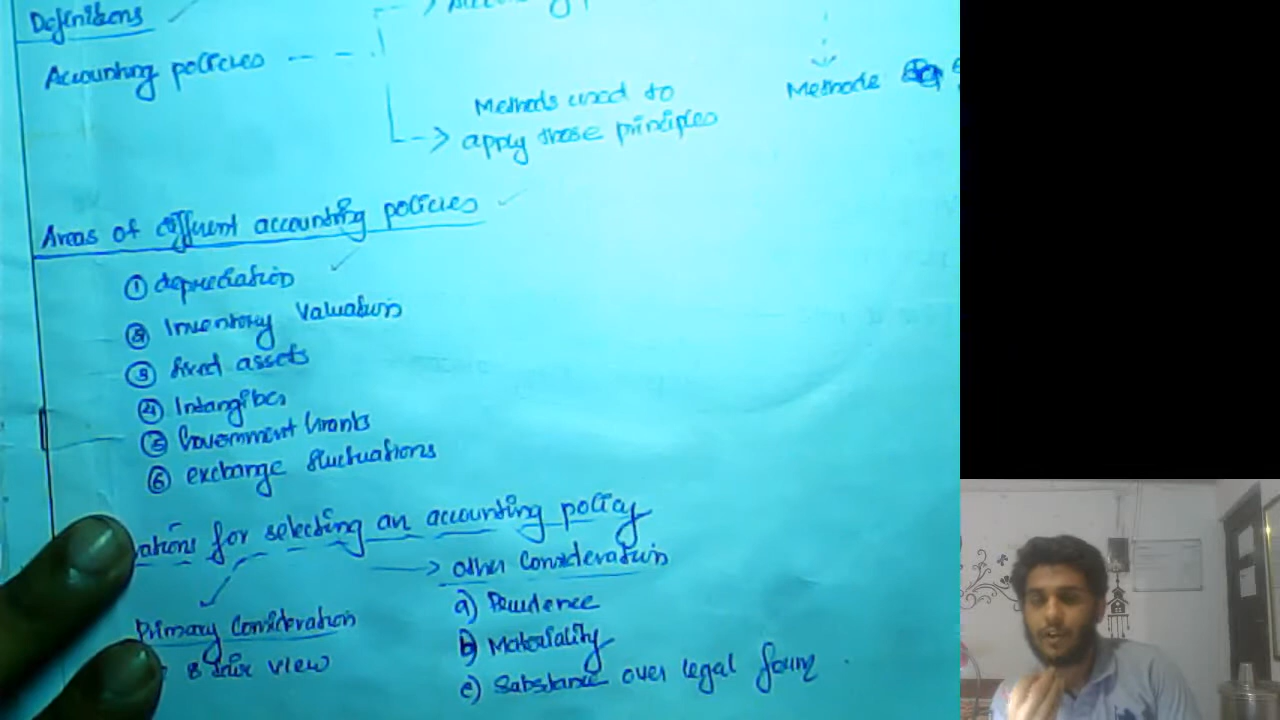 Definitions
Accounting policies
Methods used to
apply these principles
Methods
Areas of different accounting policies
① depreciation
② Inventory Valuation
③ fixed assets
④ Intangibles
⑤ Government Grants
⑥ exchange fluctuations
ations for selecting an accounting policy
other Consideration
a) Prudence
b) Materiality
c) Substance over legal form
Primary Consideration
& fair view